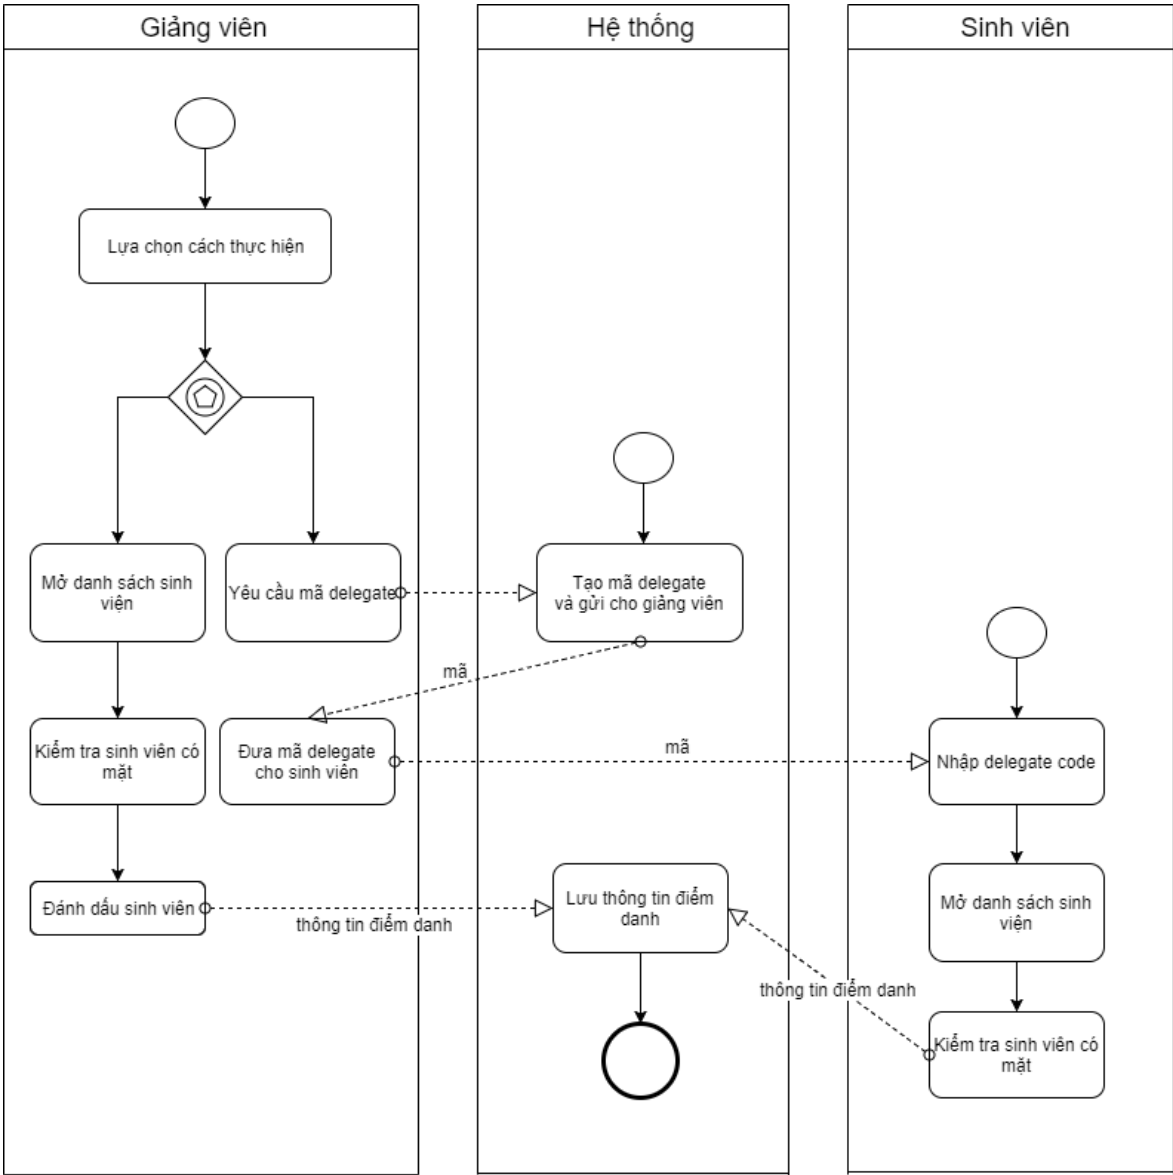 Giảng viên
Hệ thống
Sinh viên
Lựa chọn cách thực hiện
Mở danh sách sinh
viện
Yêu cầu mã delegate
Tạo mã delegate
và gửi cho giảng viên
mã
Kiểm tra sinh viên có
mặt
Đưa mã delegate
cho sinh viên
mã
Nhập delegate code
Đánh dấu sinh viên
thông tin điểm danh
Lưu thông tin điểm
danh
Mở danh sách sinh
viện
thông tin điểm danh
Kiểm tra sinh viên có
mặt